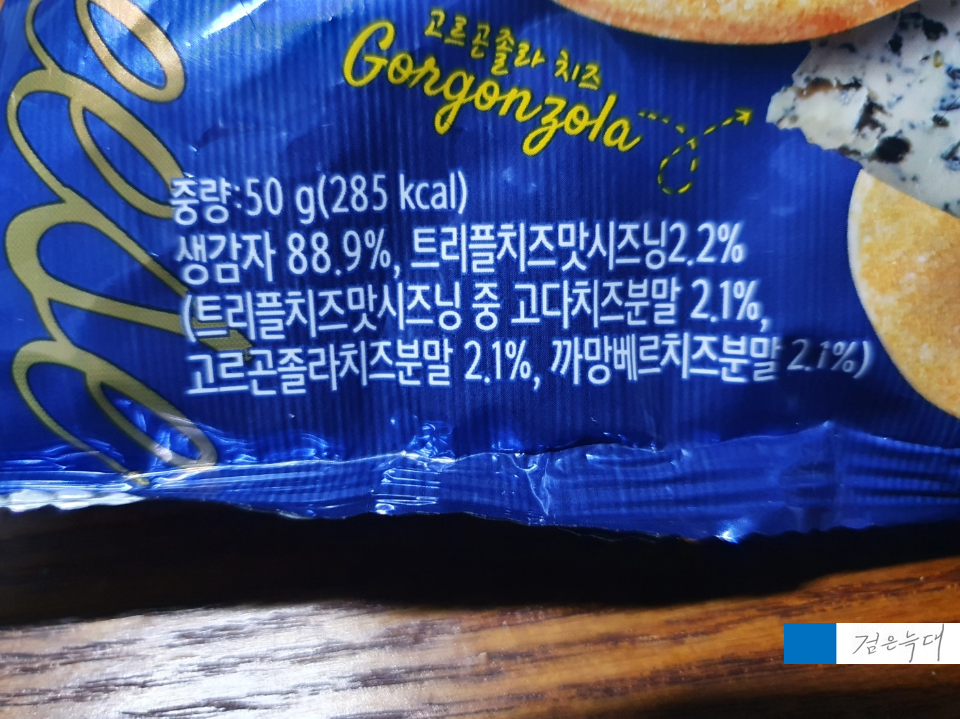 고르곤졸라 치즈
Gorgonzola
중량:50 g(285 kcal)
생감자 88.9%, 트리플치즈맛시즈닝2.2%
(트리플치즈맛시즈닝 중 고다치즈분말 2.1%,
고르곤졸라치즈분말 2.1%, 까망베르치즈분말 2.1%)
검은늑대